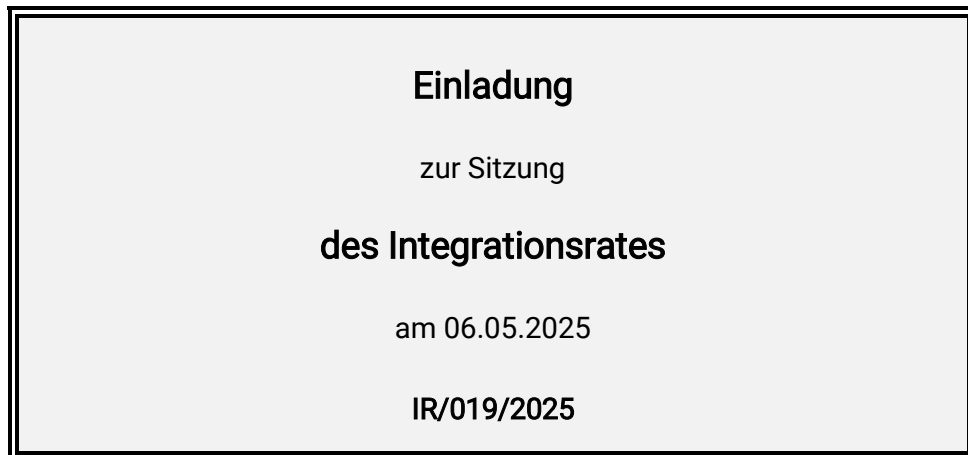 Einladung
zur Sitzung
des Integrationsrates
am 06.05.2025
IR/019/2025